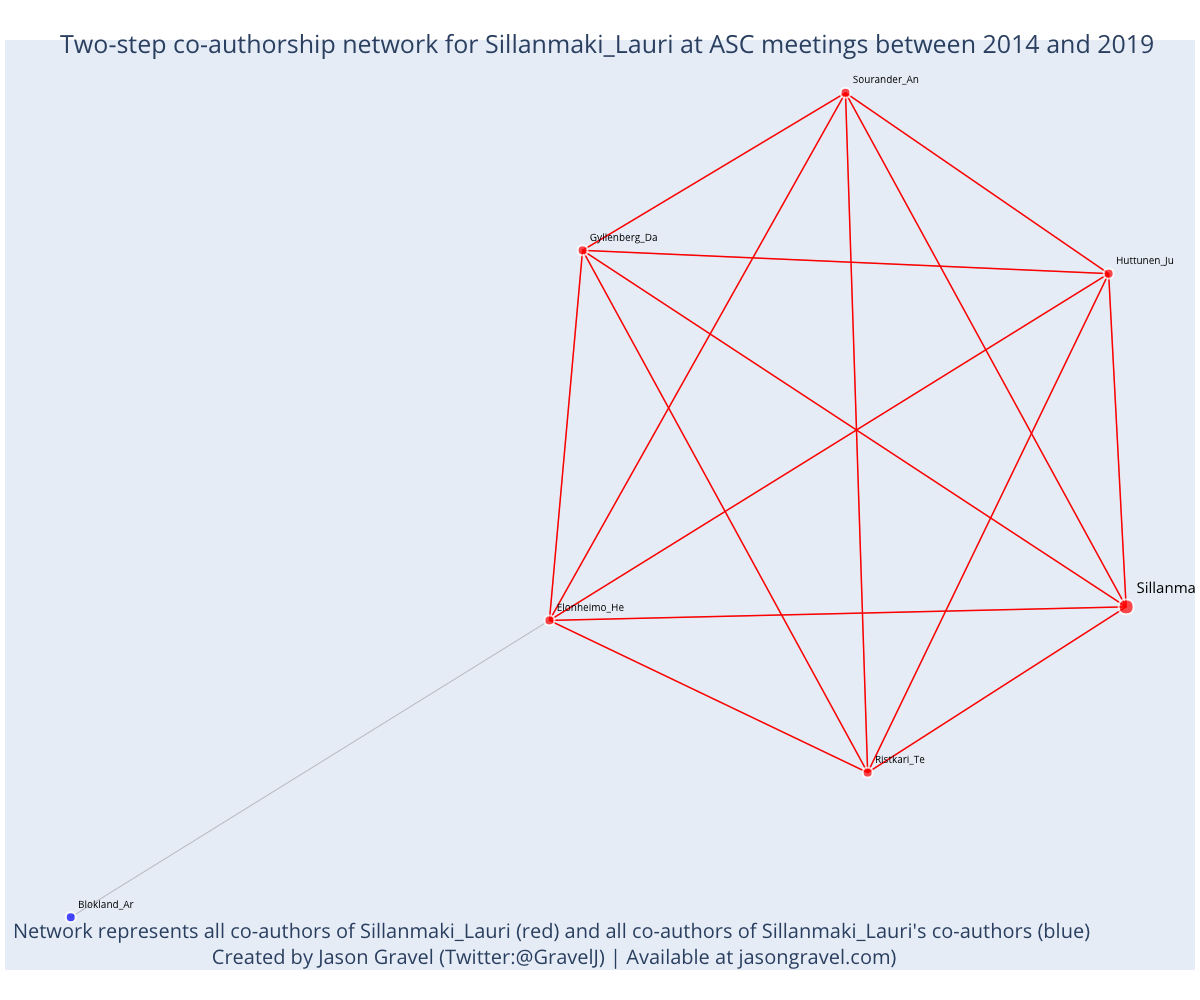 Two-step co-authorship network for Sillanmaki_Lauri at ASC meetings between 2014 and 2019
Sourander_An
Gyllenberg_Da
Huttunen_Ju
Sillanma
Elonheimo_He
Ristkari_Te
Blokland_Ar
Network represents all co-authors of Sillanmaki_Lauri (red) and all co-authors of Sillanmaki_Lauri's co-authors (blue)
Created by Jason Gravel (Twitter:@GravelJ) | Available at jasongravel.com)